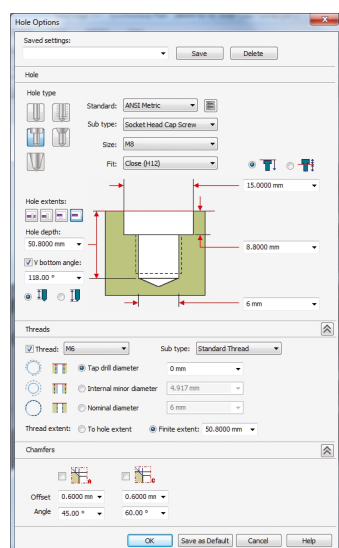 Hole Options
Saved settings:
Save
Delete
Hole
Hole type
Standard: ANSI Metric
Sub type: Socket Head Cap Screw
Size: M8
Fit: Close (H12)
15.0000 mm
Hole extents:
Hole depth:
50.8000 mm
8.8000 mm
V bottom angle:
118.00 °
6 mm
Threads
Thread: M6
Sub type: Standard Thread
Tap drill diameter
0 mm
Internal minor diameter
4.917 mm
Nominal diameter
6 mm
Thread extent: To hole extent Finite extent: 50.8000 mm
Chamfers
A
C
Offset 0.6000 mm 0.6000 mm
Angle 45.00 ° 60.00 °
OK
Save as Default
Cancel
Help